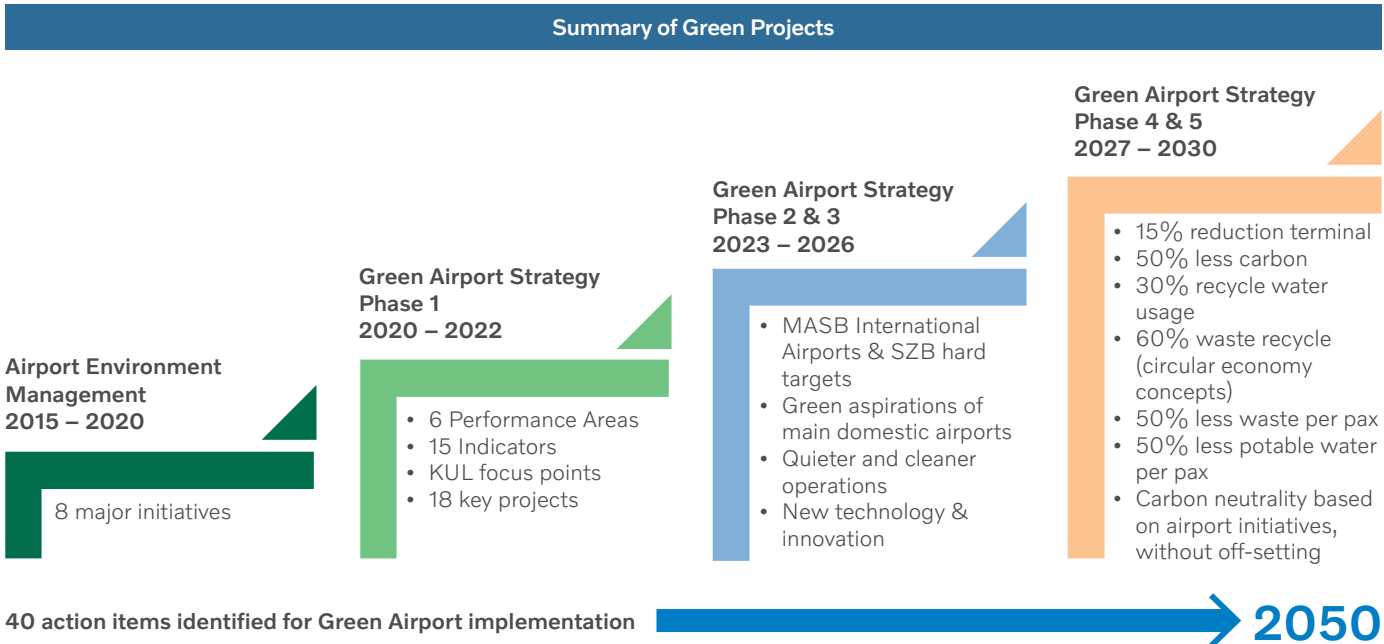 Summary of Green Projects
Airport Environment
Management
2015 – 2020
8 major initiatives
Green Airport Strategy
Phase 1
2020 – 2022
• 6 Performance Areas
• 15 Indicators
• KUL focus points
• 18 key projects
Green Airport Strategy
Phase 2 & 3
2023 – 2026
• MASB International
Airports & SZB hard
targets
• Green aspirations of
main domestic airports
• Quieter and cleaner
operations
• New technology &
innovation
Green Airport Strategy
Phase 4 & 5
2027 – 2030
• 15% reduction terminal
• 50% less carbon
• 30% recycle water
usage
• 60% waste recycle
(circular economy
concepts)
• 50% less waste per pax
• 50% less potable water
per pax
• Carbon neutrality based
on airport initiatives,
without off-setting
40 action items identified for Green Airport implementation
2050